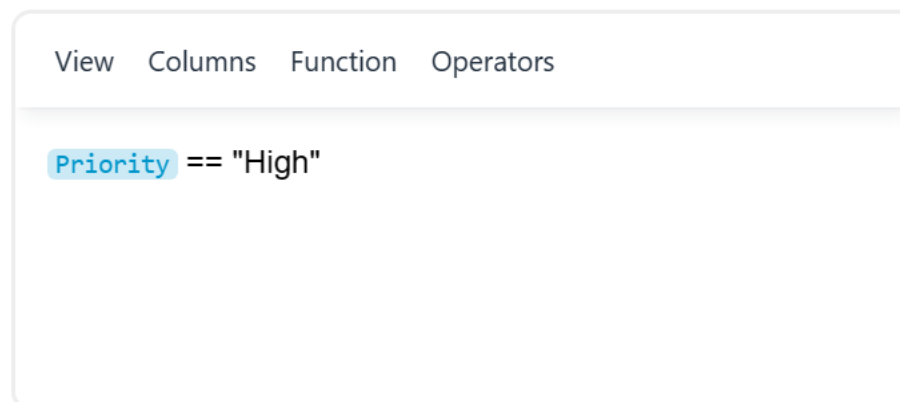 View Columns Function Operators
Priority == "High"